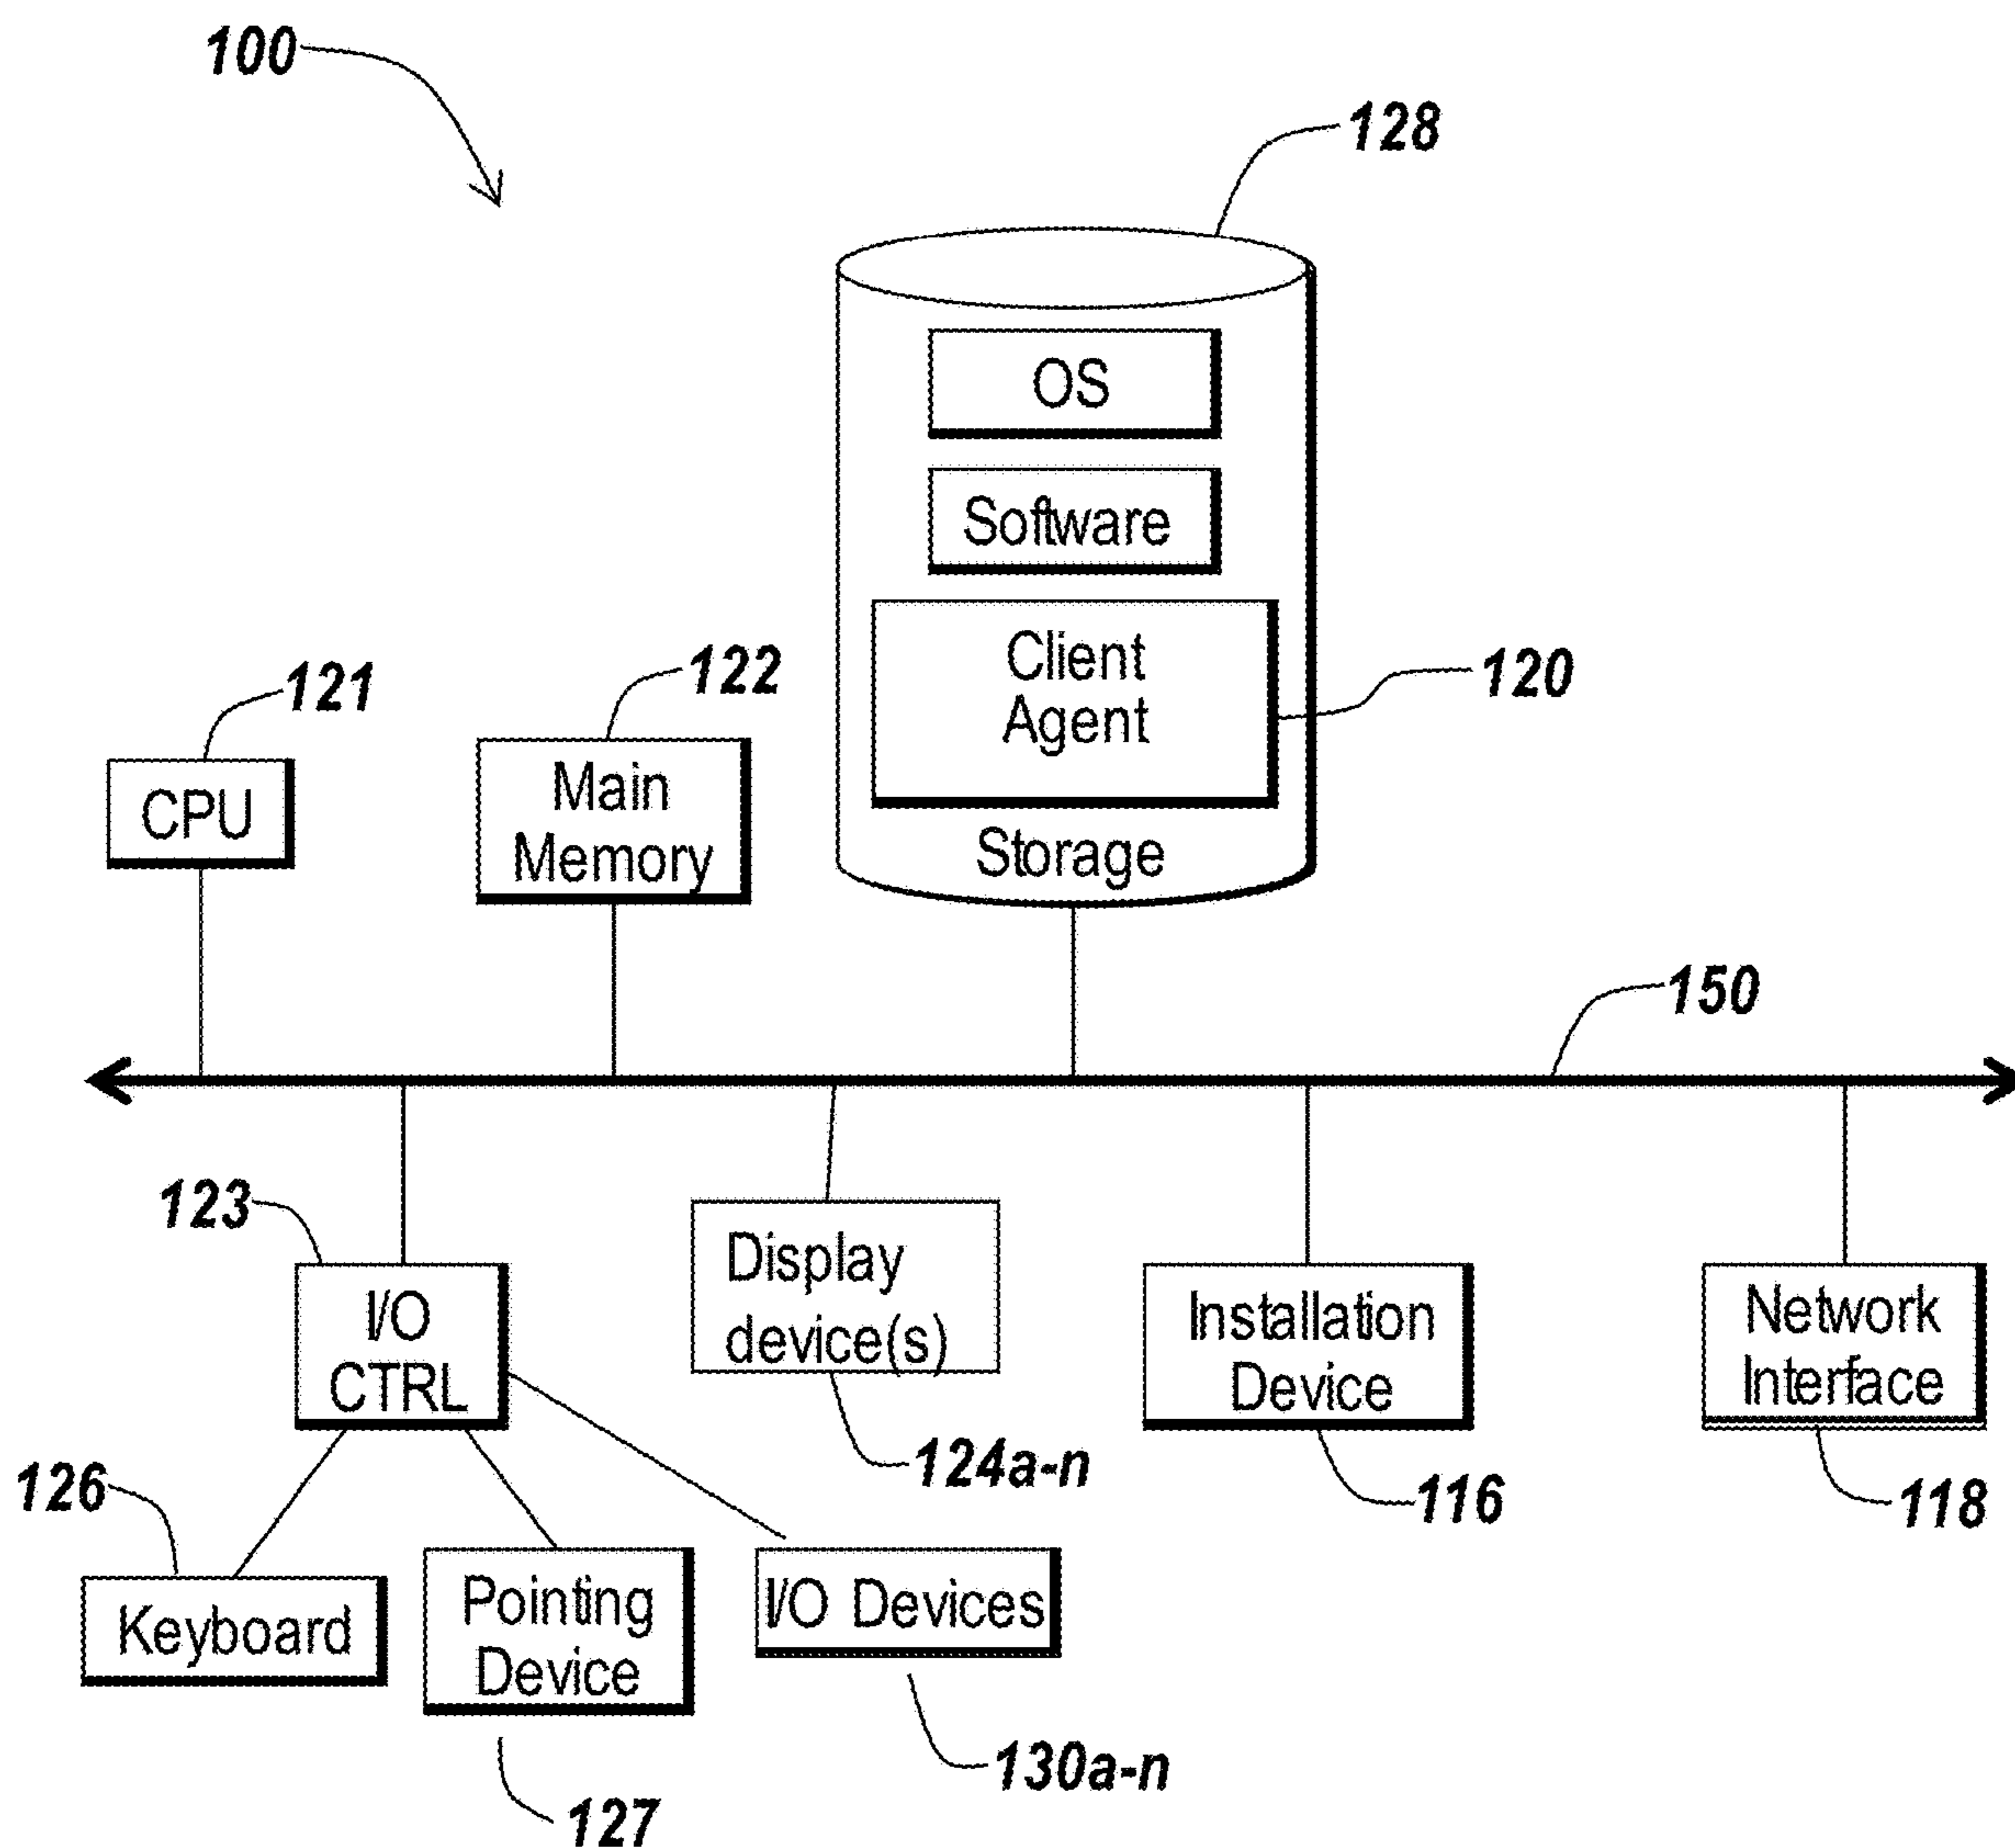 100
128
OS
Software
Client
Agent
120
Storage
121
CPU
122
Main
Memory
150
123
I/O
CTRL
Display
device(s)
124a-n
Installation
Device
116
Network
Interface
118
126
Keyboard
Pointing
Device
127
I/O Devices
130a-n